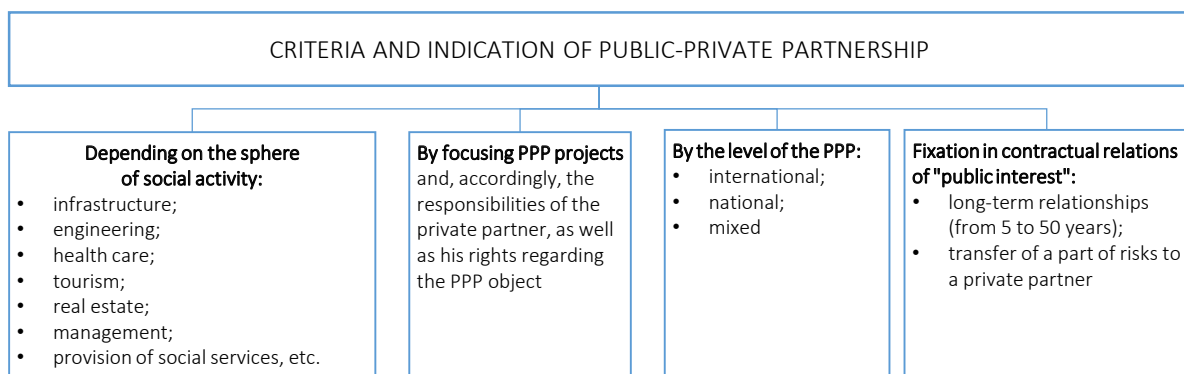 CRITERIA AND INDICATION OF PUBLIC-PRIVATE PARTNERSHIP
Depending on the sphere
of social activity:
• infrastructure;
• engineering;
• health care;
• tourism;
• real estate;
• management;
• provision of social services, etc.
By focusing PPP projects
and, accordingly, the
responsibilities of the
private partner, as well
as his rights regarding
the PPP object
By the level of the PPP:
• international;
• national;
• mixed
Fixation in contractual relations
of "public interest":
• long-term relationships
(from 5 to 50 years);
• transfer of a part of risks to
a private partner